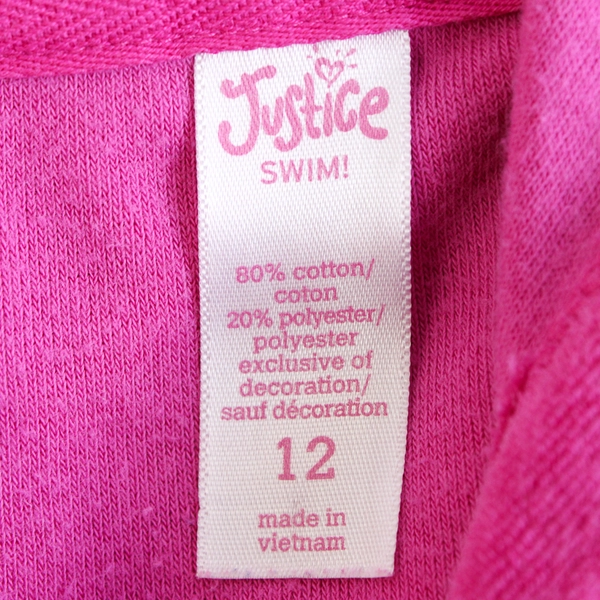 Justice
SWIM!
80% cotton/
coton
20% polyester/
polyester
exclusive of
decoration/
sauf décoration
12
made in
vietnam